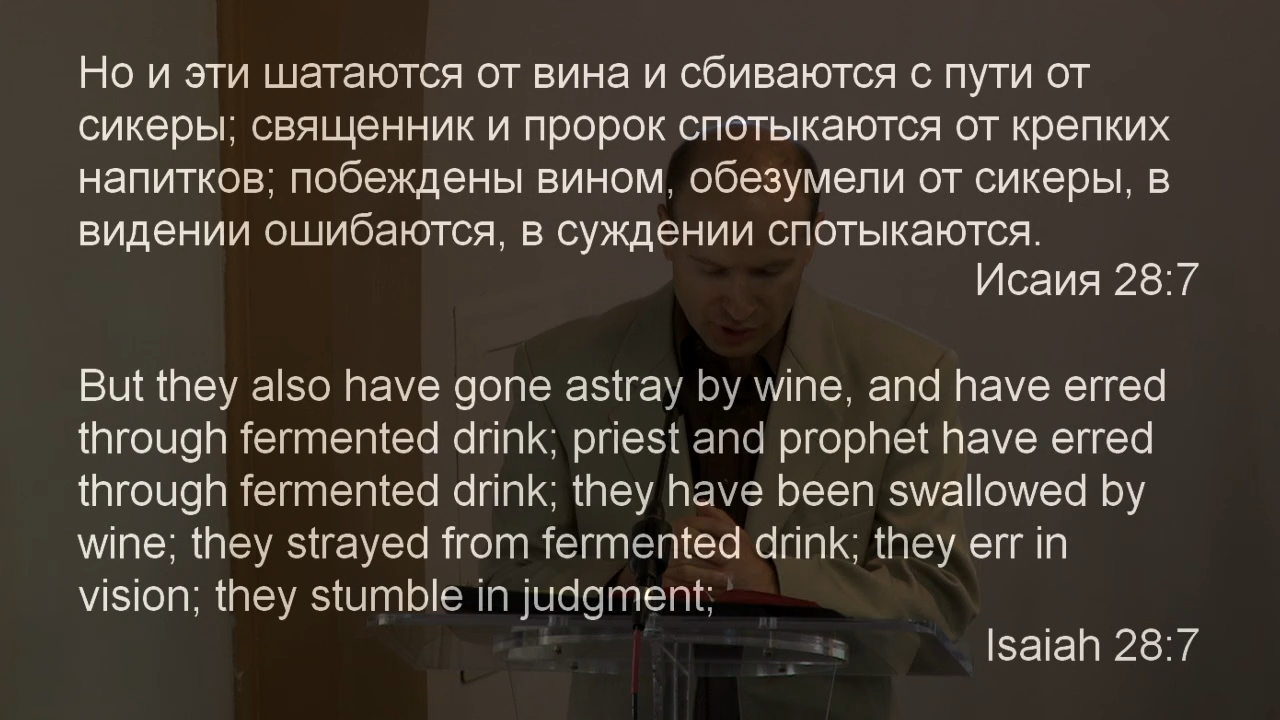 Но и эти шатаются от вина и сбиваются с пути от
сикеры; священник и пророк спотыкаются от крепких
напитков; побеждены вином, обезумели от сикеры, в
видении ошибаются, в суждении спотыкаются.
Исаия 28:7
But they also have gone astray by wine, and have erred
through fermented drink; priest and prophet have erred
through fermented drink; they have been swallowed by
wine; they strayed from fermented drink; they err in
vision; they stumble in judgment;
Isaiah 28:7